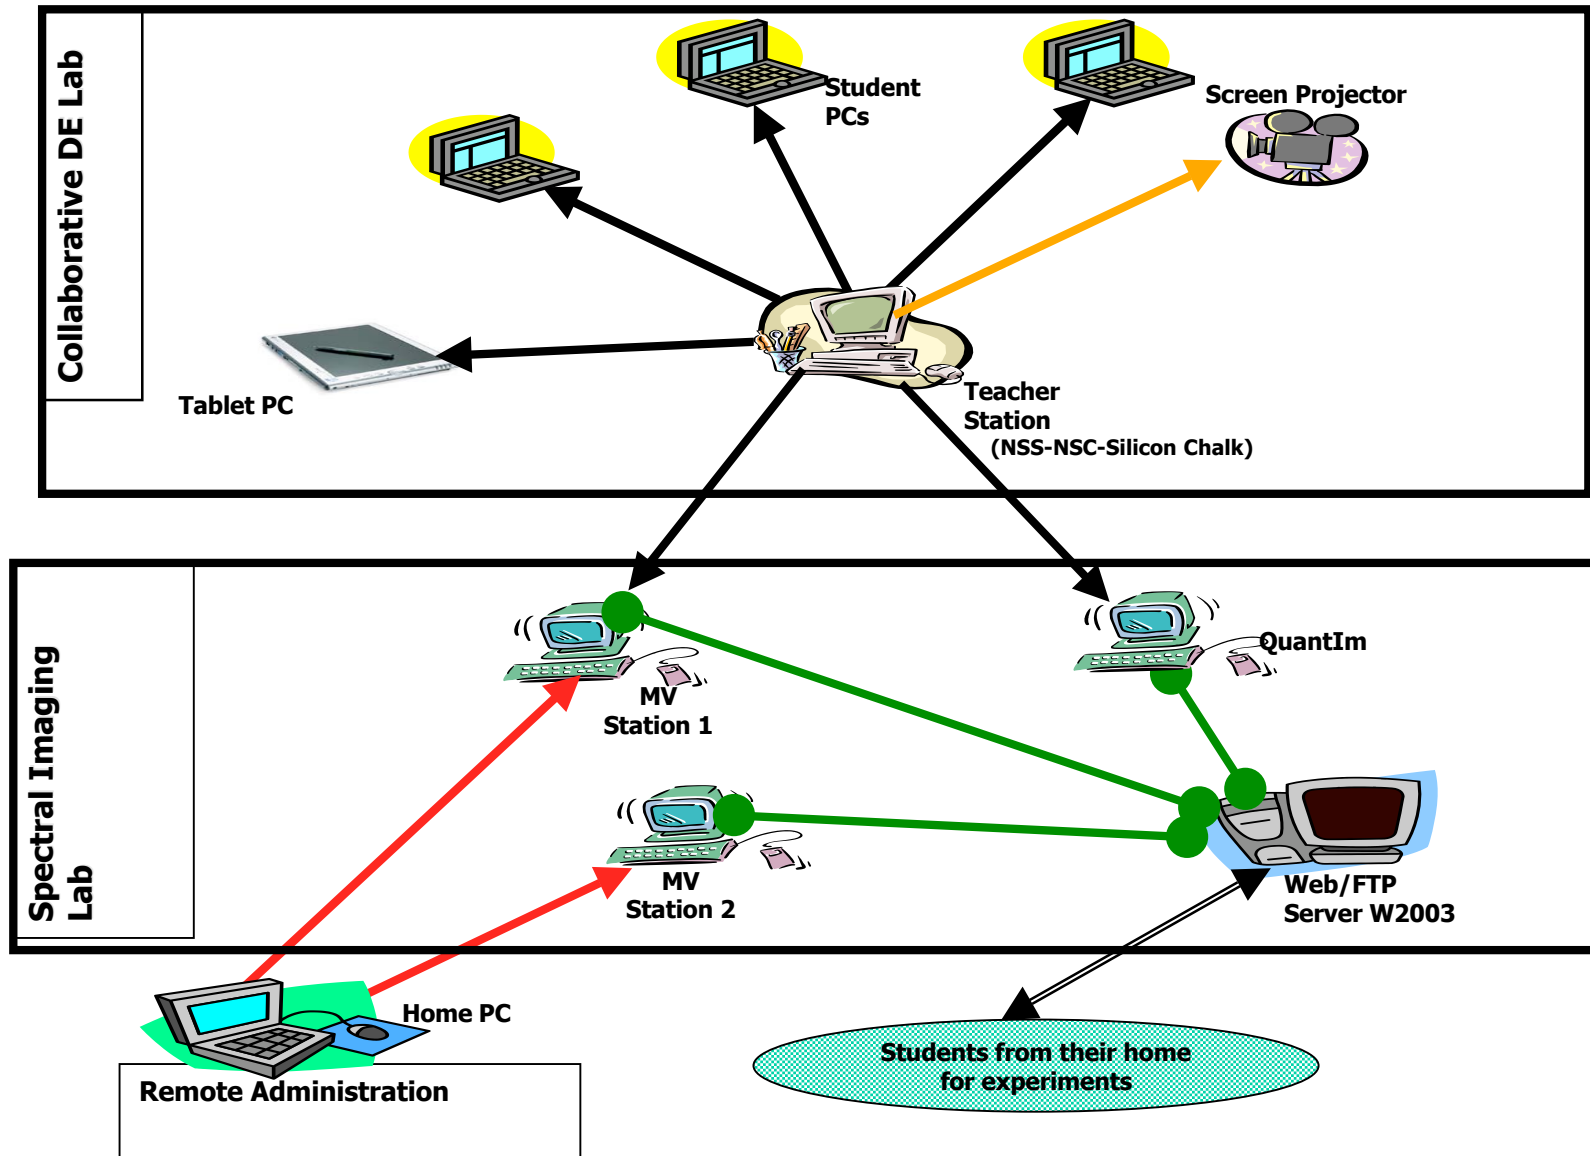 Collaborative DE Lab
Student
PCs
Screen Projector
Tablet PC
Teacher
Station
(NSS-NSC-Silicon Chalk)
Spectral Imaging
Lab
QuantIm
MV
Station 1
MV
Station 2
Web/FTP
Server W2003
Home PC
Remote Administration
Students from their home
for experiments